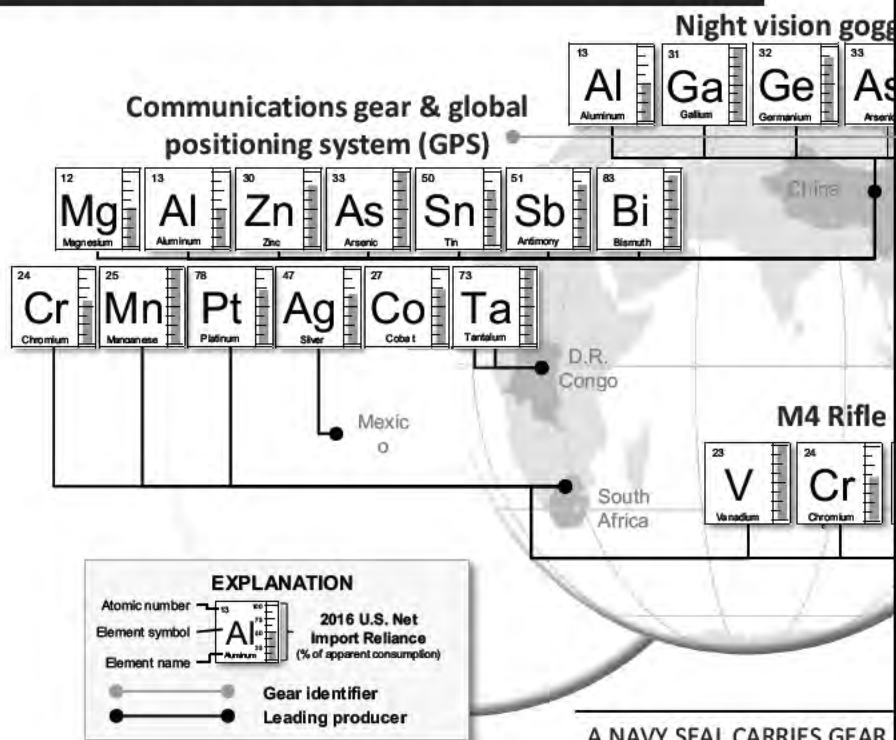 Night vision gogg
13
Al
Aluminum
31
Ga
Gallium
32
Ge
Germanium
33
As
Arsenic
Communications gear & global
positioning system (GPS)
China
12
Mg
Magnesium
13
Al
Aluminum
30
Zn
Zinc
33
As
Arsenic
50
Sn
Tin
51
Sb
Antimony
83
Bi
Bismuth
24
Cr
Chromium
25
Mn
Manganese
78
Pt
Platinum
47
Ag
Silver
27
Co
Cobalt
73
Ta
Tantalum
D.R.
Congo
Mexic
o
M4 Rifle
23
V
Vanadium
24
Cr
Chromium
South
Africa
EXPLANATION
Atomic number
Element symbol
Element name
13
Al
Aluminum
100
75
50
25
2016 U.S. Net
Import Reliance
(% of apparent consumption)
Gear identifier
Leading producer
A NAVY SEAL CARRIES GEAR